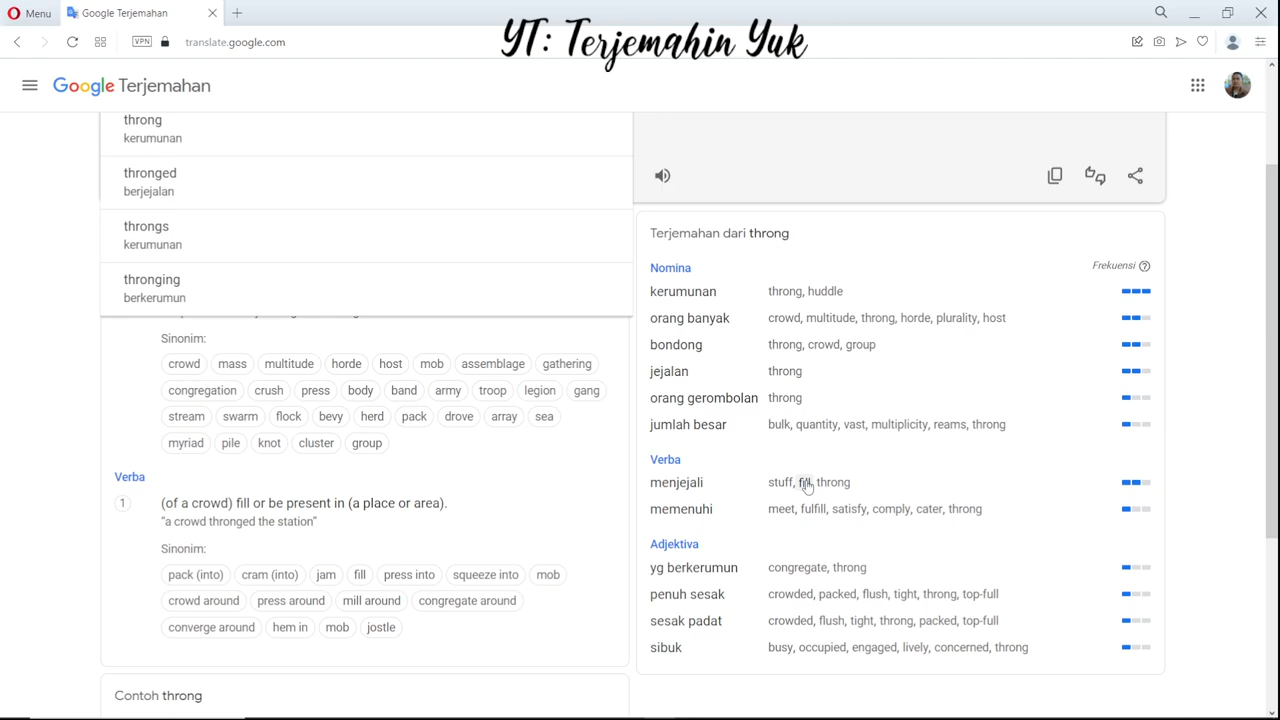 Menu
Google Terjemahan
YT: Terjemahin Yuk
VPN
translate.google.com
Google Terjemahan
throng
kerumunan
thronged
berjejalan
throngs
kerumunan
thronging
berkerumun
Sinonim:
crowd mass multitude horde host mob assemblage gathering
congregation crush press body band army troop legion gang
stream swarm flock bevy herd pack drove array sea
myriad pile knot cluster group
Verba
1 (of a crowd) fill or be present in (a place or area).
"a crowd thronged the station"
Sinonim:
pack (into) cram (into) jam fill press into squeeze into mob
crowd around press around mill around congregate around
converge around hem in mob jostle
Contoh throng
Terjemahan dari throng
Nomina Frekuensi
kerumunan throng, huddle
orang banyak crowd, multitude, throng, horde, plurality, host
bondong throng, crowd, group
jejalan throng
orang gerombolan throng
jumlah besar bulk, quantity, vast, multiplicity, reams, throng
Verba
menjejali stuff, fill, throng
memenuhi meet, fulfill, satisfy, comply, cater, throng
Adjektiva
yg berkerumun congregate, throng
penuh sesak crowded, packed, flush, tight, throng, top-full
sesak padat crowded, flush, tight, throng, packed, top-full
sibuk busy, occupied, engaged, lively, concerned, throng